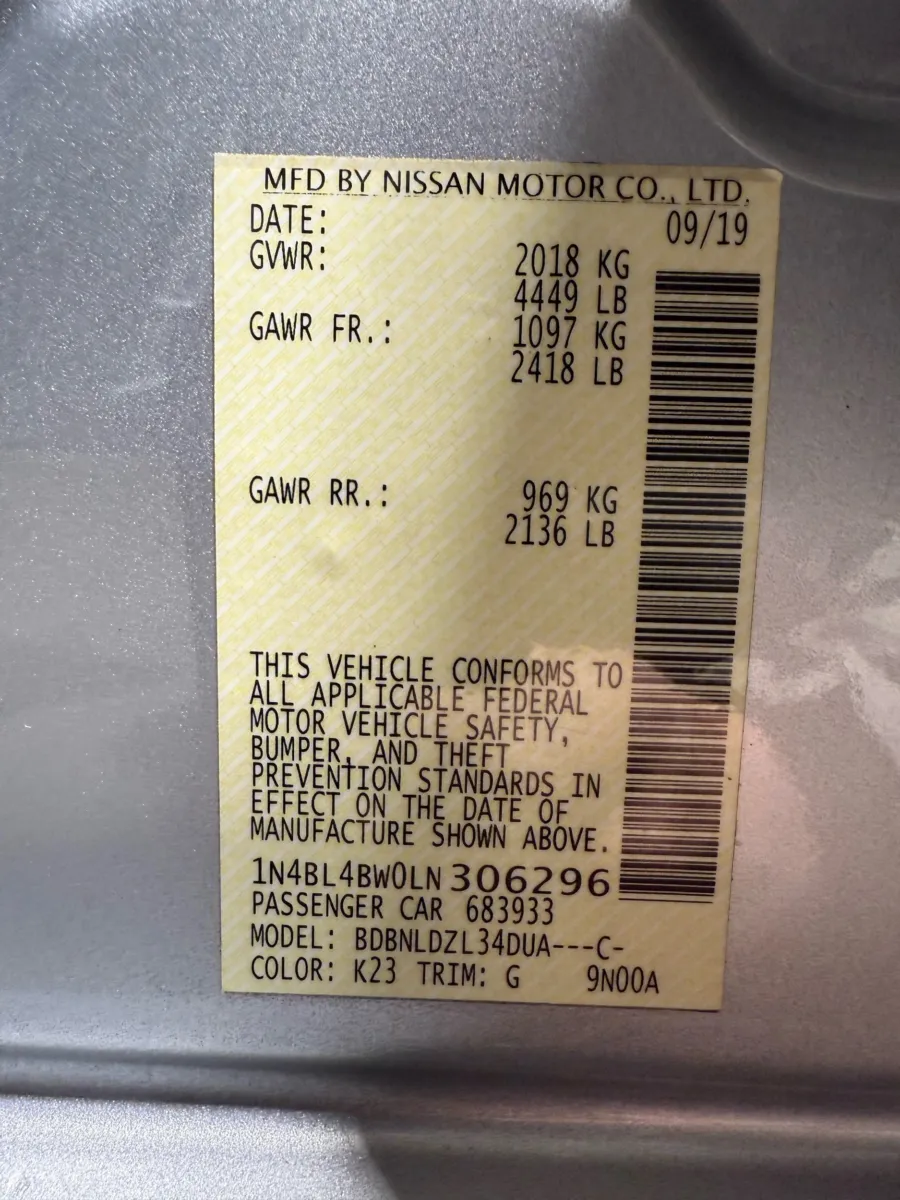 MFD BY NISSAN MOTOR CO., LTD.
DATE: 09/19
GVWR: 2018 KG
4449 LB
GAWR FR.: 1097 KG
2418 LB
GAWR RR.: 969 KG
2136 LB
THIS VEHICLE CONFORMS TO
ALL APPLICABLE FEDERAL
MOTOR VEHICLE SAFETY,
BUMPER, AND THEFT
PREVENTION STANDARDS IN
EFFECT ON THE DATE OF
MANUFACTURE SHOWN ABOVE.
1N4BL4BW0LN306296
PASSENGER CAR 683933
MODEL: BDBNLDZL34DUA---C-
COLOR: K23 TRIM: G 9N00A